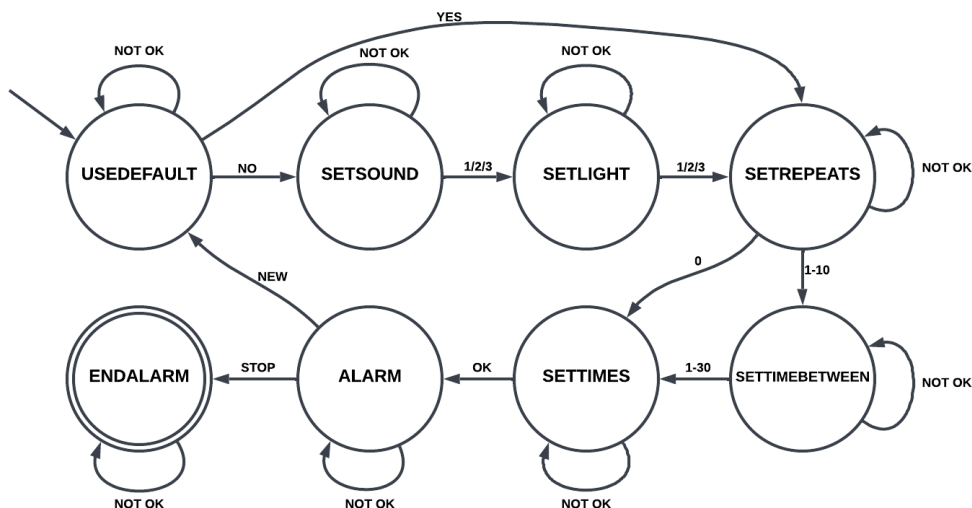 YES
NOT OK
NOT OK
NOT OK
USEDEFAULT
NO
SETSOUND
1/2/3
SETLIGHT
1/2/3
SETREPEATS
NOT OK
0
1-10
NEW
ENDALARM
STOP
ALARM
OK
SETTIMES
1-30
SETTIMEBETWEEN
NOT OK
NOT OK
NOT OK
NOT OK